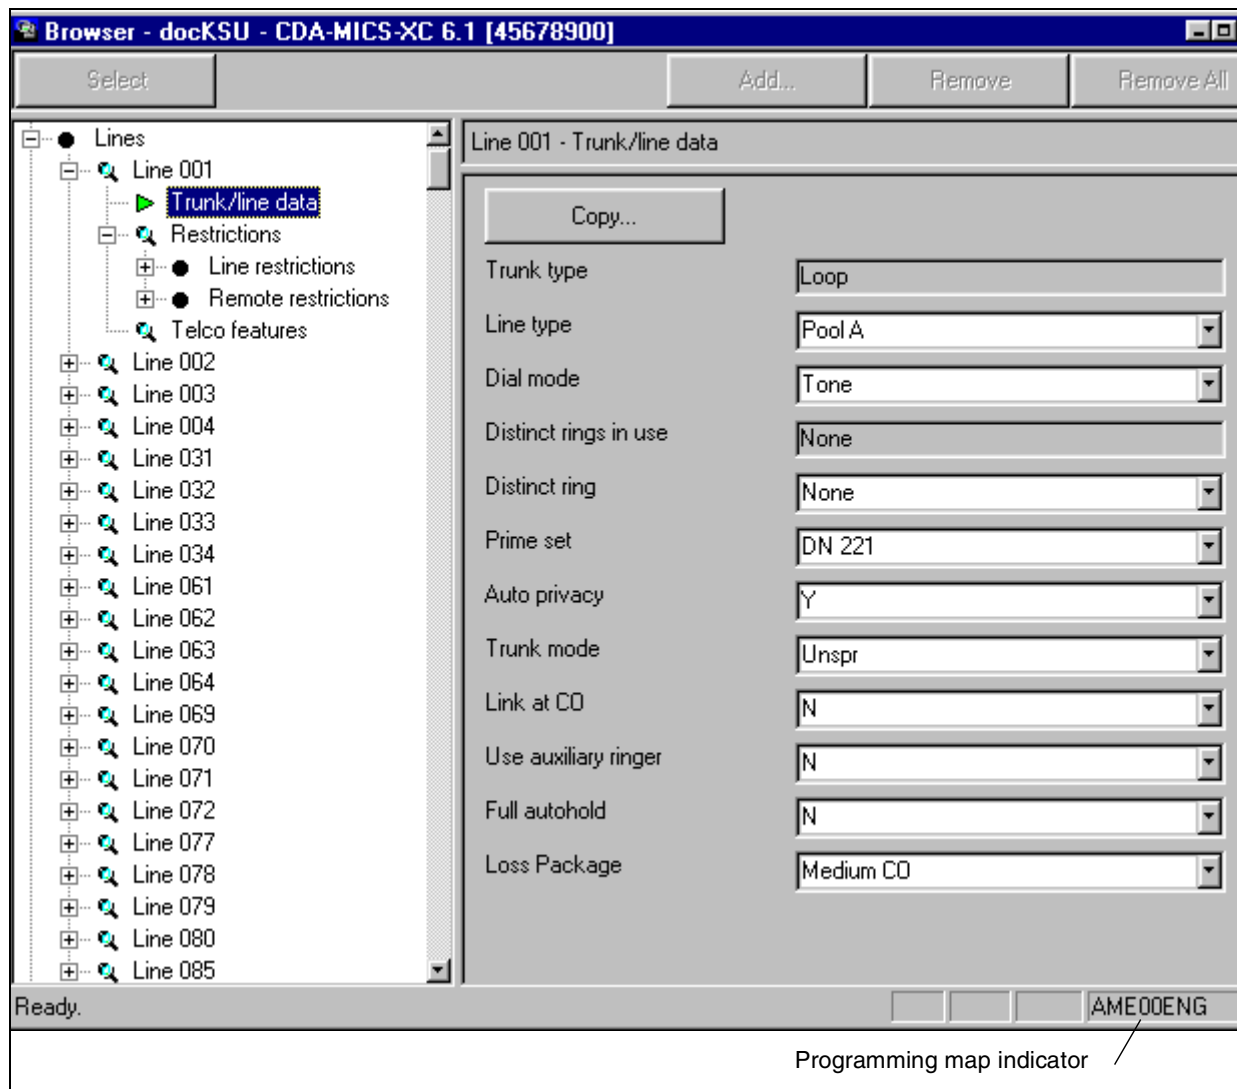 Browser - docKSU - CDA-MICS-XC 6.1 [45678900]
Select
Add...
Remove
Remove All
Lines
Line 001
Trunk/line data
Restrictions
Line restrictions
Remote restrictions
Telco features
Line 002
Line 003
Line 004
Line 031
Line 032
Line 033
Line 034
Line 061
Line 062
Line 063
Line 064
Line 069
Line 070
Line 071
Line 072
Line 077
Line 078
Line 079
Line 080
Line 085
Line 001 - Trunk/line data
Copy...
Trunk type Loop
Line type Pool A
Dial mode Tone
Distinct rings in use None
Distinct ring None
Prime set DN 221
Auto privacy Y
Trunk mode Unspr
Link at CO N
Use auxiliary ringer N
Full autohold N
Loss Package Medium CO
Ready.
AME00ENG
Programming map indicator